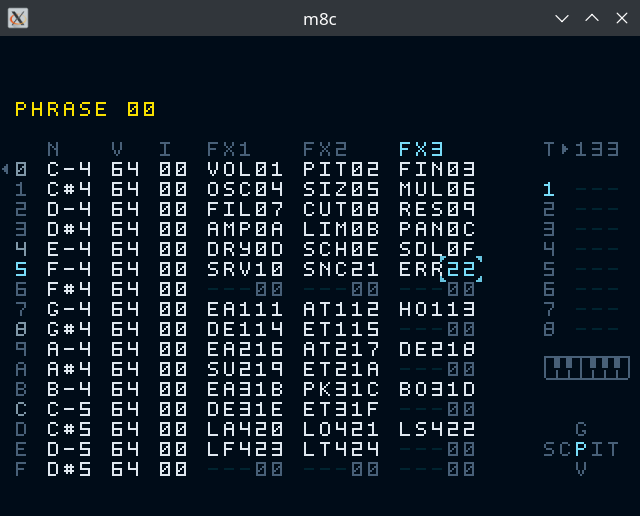 m8c
PHRASE 00
N V I FX1 FX2 FX3 T 133
0 C-4 64 00 VOL01 PIT02 FIN03
1 C#4 64 00 OSC04 SIZ05 MUL06 1 ---
2 D-4 64 00 FIL07 CUT08 RES09 2 ---
3 D#4 64 00 AMP0A LIM0B PAN0C 3 ---
4 E-4 64 00 DRY0D SCH0E SDL0F 4 ---
5 F-4 64 00 SRV10 SNC21 ERR22 5 ---
6 F#4 64 00 ---00 ---00 ---00 6 ---
7 G-4 64 00 EA111 AT112 HO113 7 ---
8 G#4 64 00 DE114 ET115 ---00 8 ---
9 A-4 64 00 EA216 AT217 DE218
A A#4 64 00 SU219 ET21A ---00
B B-4 64 00 EA31B PK31C BO31D
C C-5 64 00 DE31E ET31F ---00
D C#5 64 00 LA420 LO421 LS422 G
E D-5 64 00 LF423 LT424 ---00 SCPIT
F D#5 64 00 ---00 ---00 ---00 V